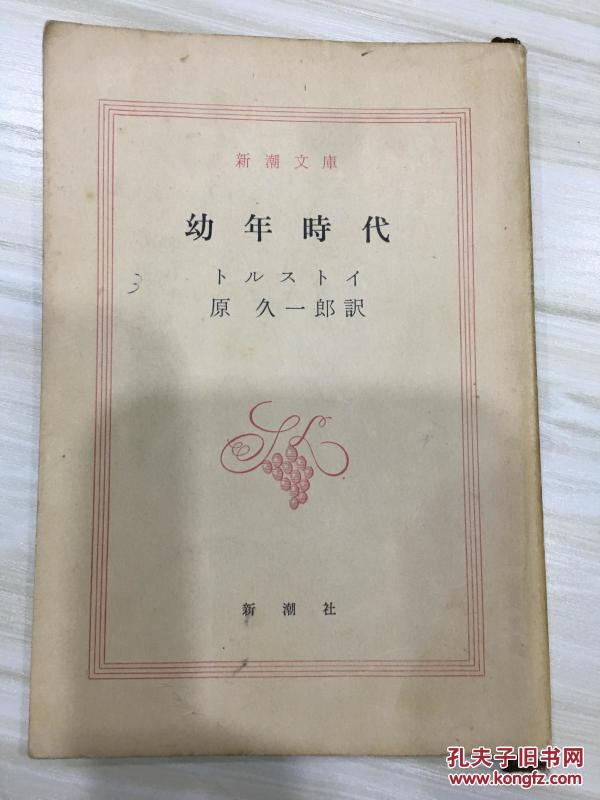 新潮文庫
幼年時代
トルストイ
原 久一郎訳
新潮社
孔夫子旧书网
www.kongfz.com